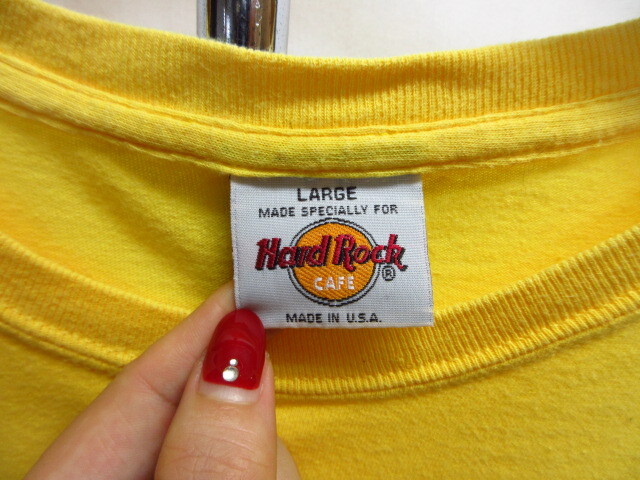 LARGE
MADE SPECIALLY FOR
Hard Rock
CAFE ®
MADE IN U.S.A.